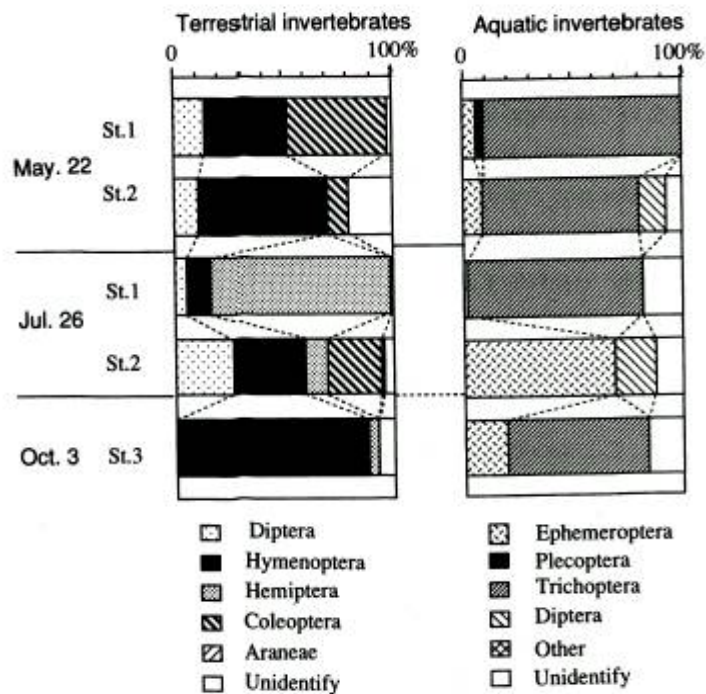 Terrestrial invertebrates Aquatic invertebrates
0 100% 0 100%
St.1
May. 22
St.2
St.1
Jul. 26
St.2
Oct. 3 St.3
Diptera
Hymenoptera
Hemiptera
Coleoptera
Araneae
Unidentify
Ephemeroptera
Plecoptera
Trichoptera
Diptera
Other
Unidentify